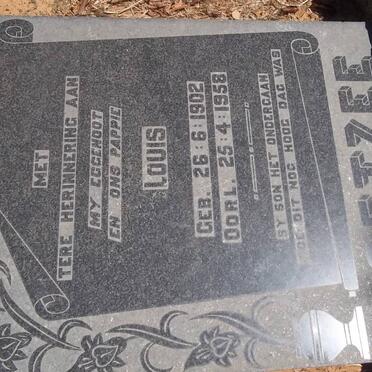 MET
TERE HERINNERING AAN
MY EGGENOOT
EN ONS PAPPIE
LOUIS
GEB. 26-6-1902
OORL. 25-4-1958
SY SON HET ONDERGAAN
DIT NOG HOOG DAG WAS